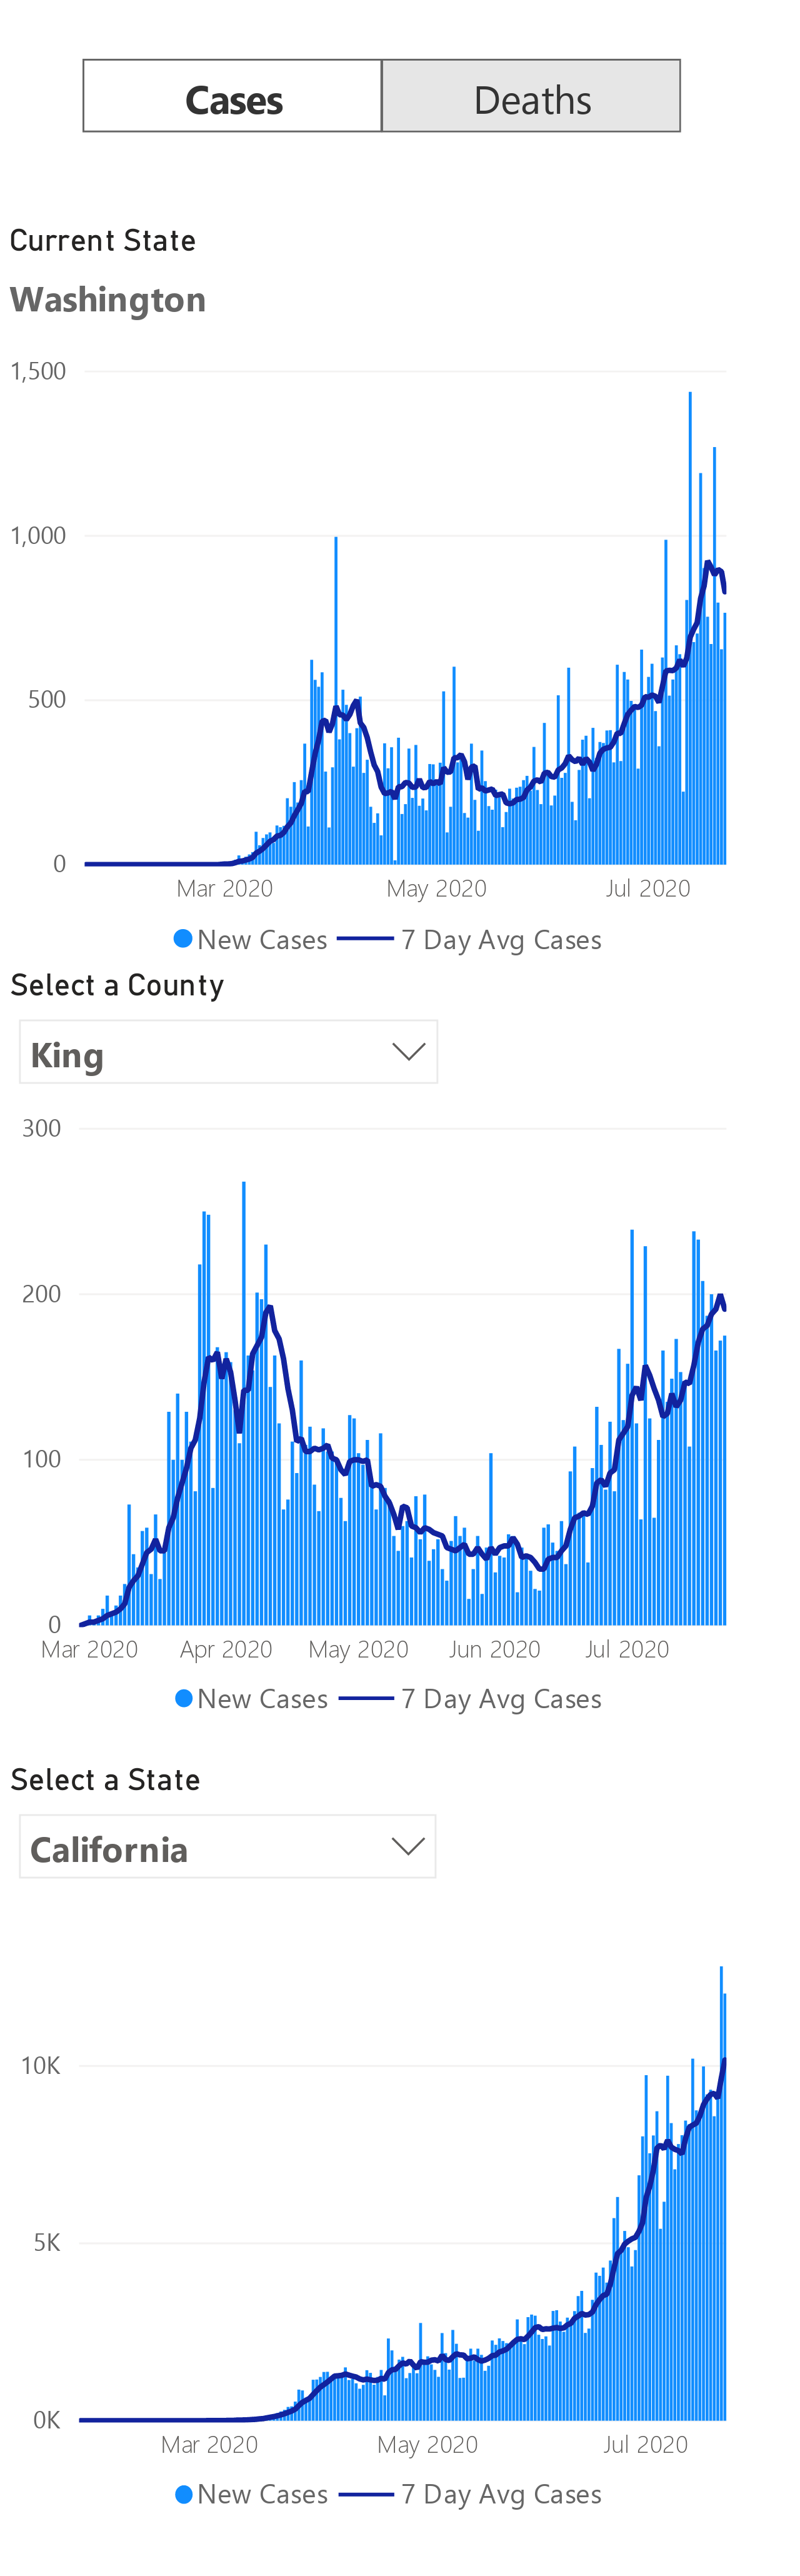 Cases Deaths
Current State
Washington
1,500
1,000
500
0
Mar 2020 May 2020 Jul 2020
New Cases 7 Day Avg Cases
Select a County
King
300
200
100
0
Mar 2020 Apr 2020 May 2020 Jun 2020 Jul 2020
New Cases 7 Day Avg Cases
Select a State
California
10K
5K
0K
Mar 2020 May 2020 Jul 2020
New Cases 7 Day Avg Cases